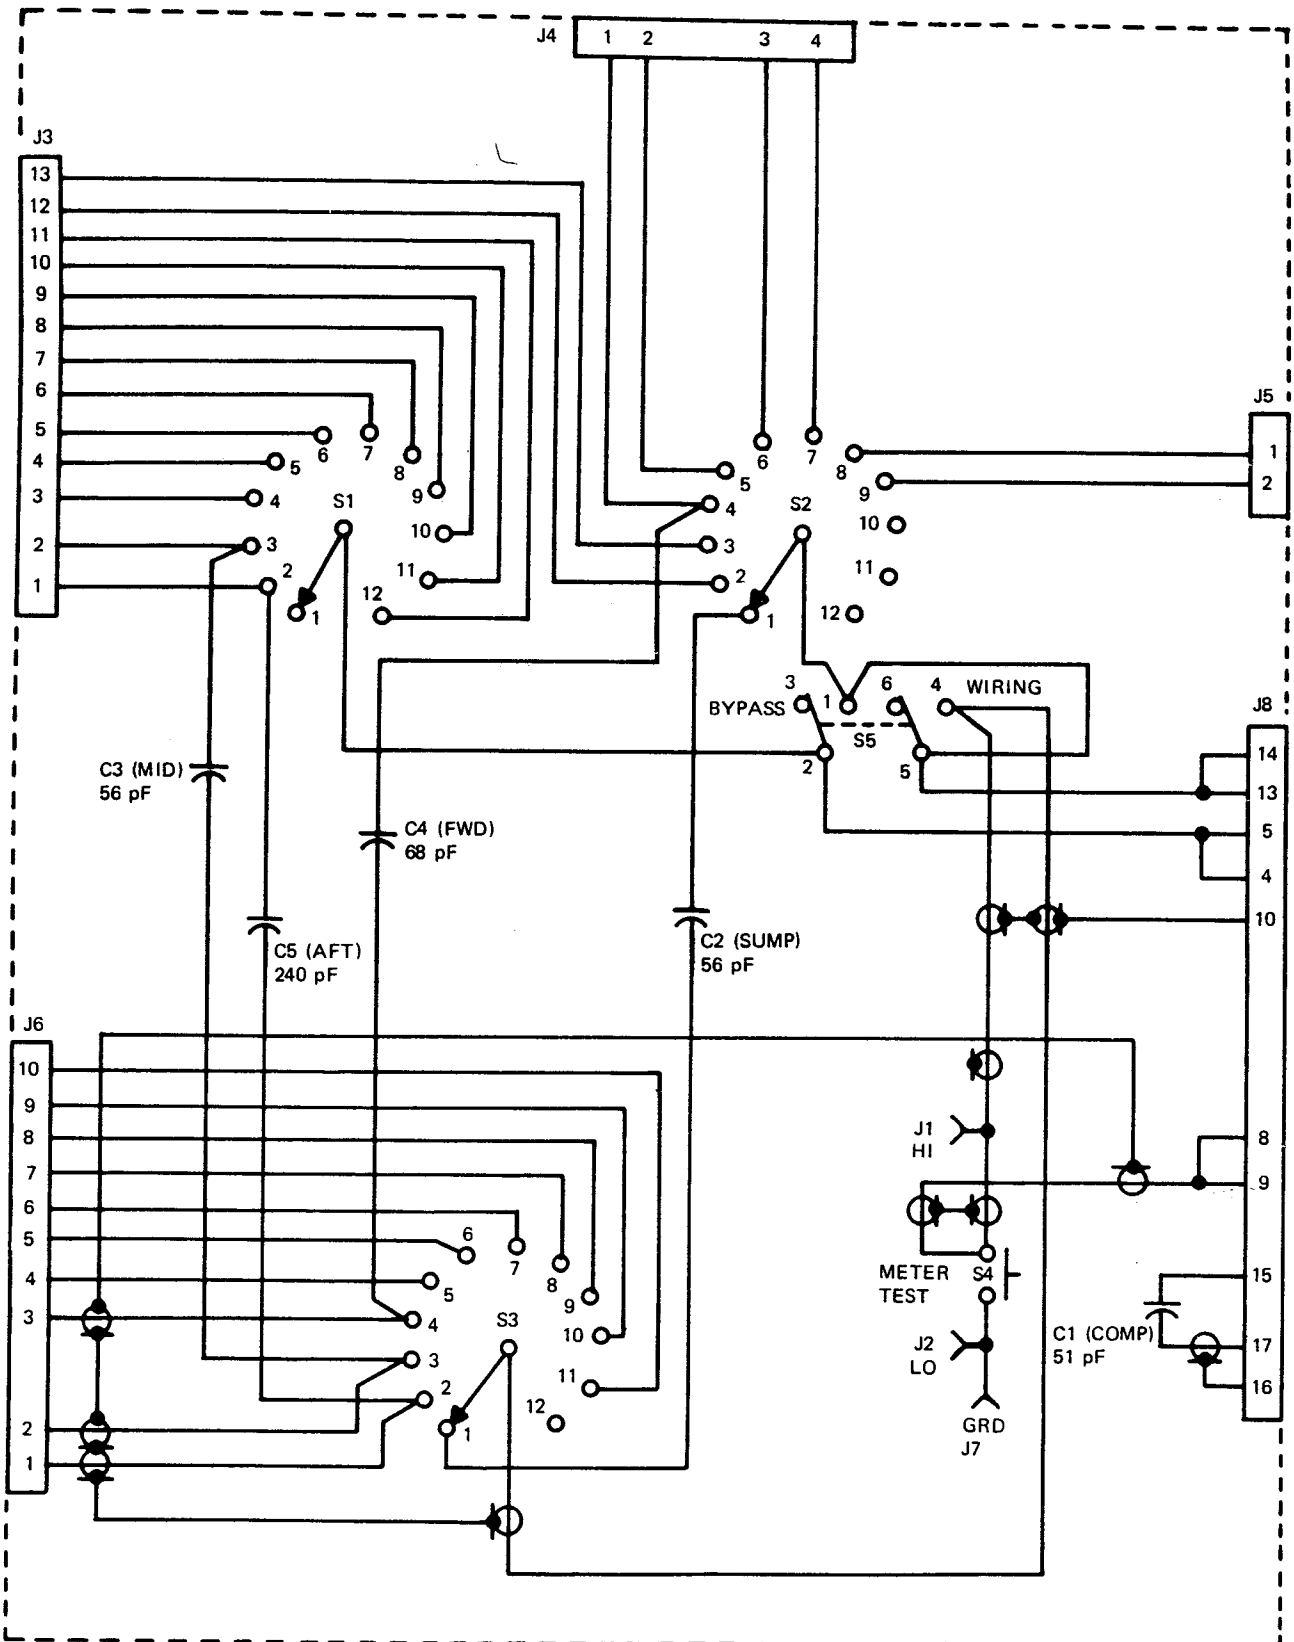 J4
1 2 3 4
J3
13
12
11
10
9
8
7
6
5
4
3
2
1
S1
1
2
3
4
5
6
7
8
9
10
11
12
S2
1
2
3
4
5
6
7
8
9
10
11
12
J5
1
2
BYPASS
3 1 6 4
WIRING
S5
2 5
J8
14
13
5
4
10
8
9
15
17
16
C3 (MID)
56 pF
C4 (FWD)
68 pF
C5 (AFT)
240 pF
C2 (SUMP)
56 pF
J6
10
9
8
7
6
5
4
3
2
1
S3
1
2
3
4
5
6
7
8
9
10
11
12
J1
HI
METER
TEST
S4
J2
LO
GRD
J7
C1 (COMP)
51 pF